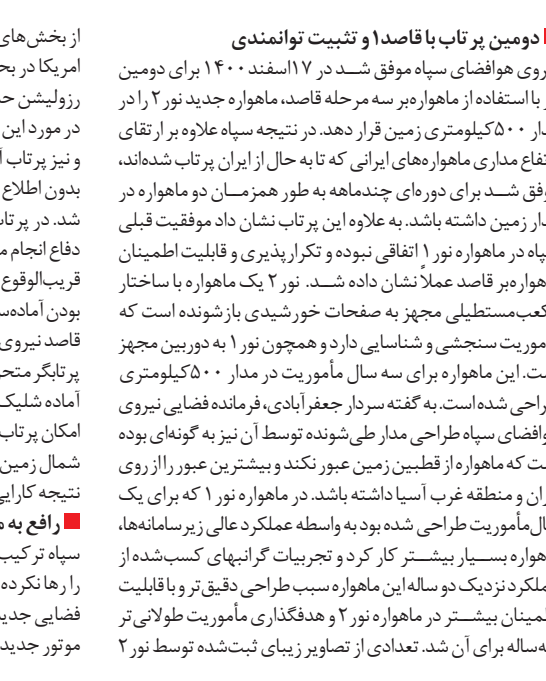 دومین پرتاب با قاصد۱ و تثبیت توانمندی
روی هوافضای سپاه موفق شد در ۱۷اسفند ۱۴۰۰ برای دومین
با استفاده از ماهواره‌بر سه مرحله قاصد، ماهواره جدید نور ۲ را در
دار ۵۰۰کیلومتری زمین قرار دهد. در نتیجه سپاه علاوه بر ارتقای
تفاع مداری ماهواره‌های ایرانی که تا به حال از ایران پرتاب شده‌اند،
وفق شد برای دوره‌ای چندماهه به طور همزمان دو ماهواره در
دار زمین داشته باشد. به علاوه این پرتاب نشان داد موفقیت قبلی
پاه در ماهواره نور ۱ اتفاقی نبوده و تکرارپذیری و قابلیت اطمینان
هواره‌بر قاصد عملاً نشان داده شد. نور ۲ یک ماهواره با ساختار
کعب‌مستطیلی مجهز به صفحات خورشیدی بازشونده است که
موریت سنجشی و شناسایی دارد و همچون نور ۱ به دوربین مجهز
ت. این ماهواره برای سه سال مأموریت در مدار ۵۰۰کیلومتری
راحی شده است. به گفته سردار جعفرآبادی، فرمانده فضایی نیروی
وافضای سپاه طراحی مدار طی‌شونده توسط آن نیز به گونه‌ای بوده
ت که ماهواره از قطبین زمین عبور نکند و بیشترین عبور را از روی
ران و منطقه غرب آسیا داشته باشد. در ماهواره نور ۱ که برای یک
ال‌مأموریت طراحی شده بود به واسطه عملکرد عالی زیرسامانه‌ها،
هواره بسیار بیشتر کار کرد و تجربیات گرانبهای کسب‌شده از
ملکرد نزدیک دو ساله این ماهواره سبب طراحی دقیق‌تر و با قابلیت
طمینان بیشتر در ماهواره نور ۲ و هدفگذاری مأموریت طولانی‌تر
ه‌ساله برای آن شد. تعدادی از تصاویر زیبای ثبت‌شده توسط نور ۲
از بخش‌های
امریکا در بح
رزولیشن ح
در مورد این
و نیز پرتاب آ
بدون اطلاع
شد. در پرتا
دفاع انجام م
قریب‌الوقوع
بودن آماده‌س
قاصد نیروی
پرتابگر متحر
آماده شلیک
امکان پرتاب
شمال زمین
نتیجه کارایی
رافع به م
سپاه ترکیب
را رها نکرده
فضایی جدید
موتور جدید